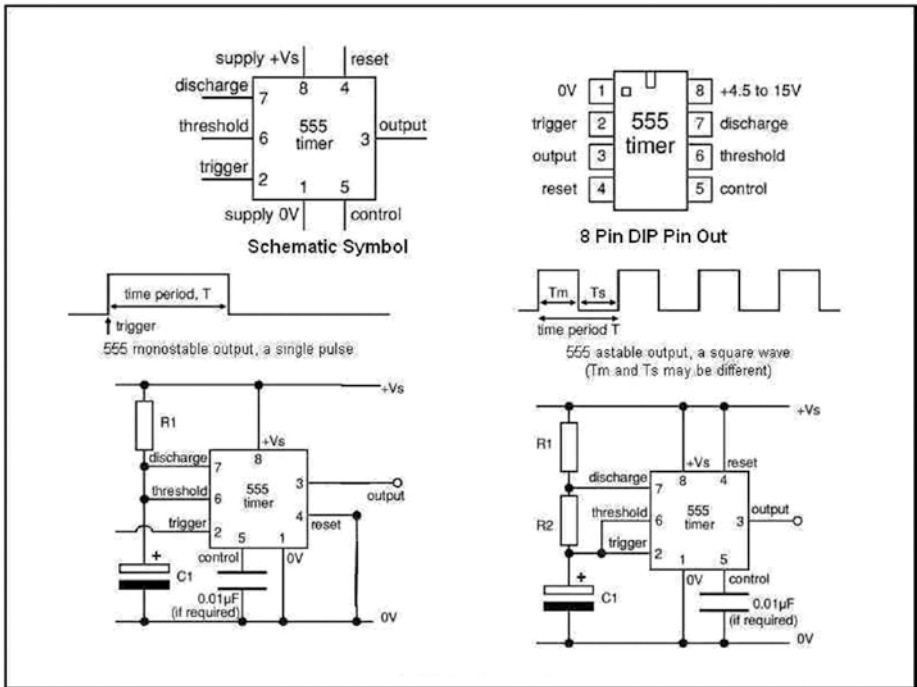 supply +Vs
reset
discharge
8
4
7
threshold
555
timer
output
6
3
trigger
2
1
5
supply 0V
control
Schematic Symbol
0V
1
8
+4.5 to 15V
trigger
2
555
timer
7
discharge
output
3
6
threshold
reset
4
5
control
8 Pin DIP Pin Out
time period, T
trigger
555 monostable output, a single pulse
Tm
Ts
time period T
555 astable output, a square wave
(Tm and Ts may be different)
+Vs
R1
+Vs
discharge
7
8
threshold
6
555
timer
3
output
4
reset
trigger
2
5
1
control
0V
+
C1
0.01µF
(if required)
0V
+Vs
R1
+Vs
reset
discharge
7
8
4
threshold
R2
6
555
timer
output
3
trigger
2
1
5
0V
control
+
C1
0.01µF
(if required)
0V